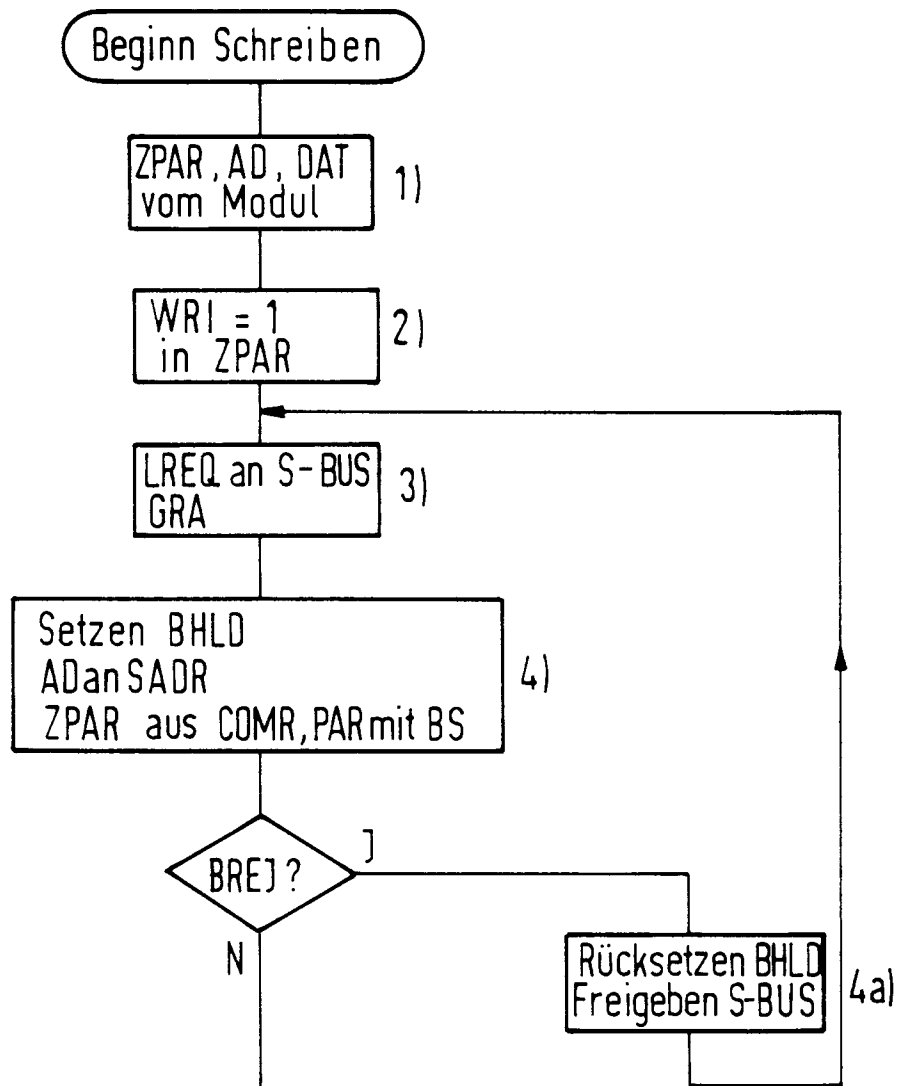 Beginn Schreiben
ZPAR, AD, DAT
vom Modul
1)
WRI = 1
in ZPAR
2)
LREQ an S-BUS
GRA
3)
Setzen BHLD
ADanSADR
ZPAR aus COMR, PARmit BS
4)
BREJ?
J
N
Rücksetzen BHLD
Freigeben S-BUS
4a)